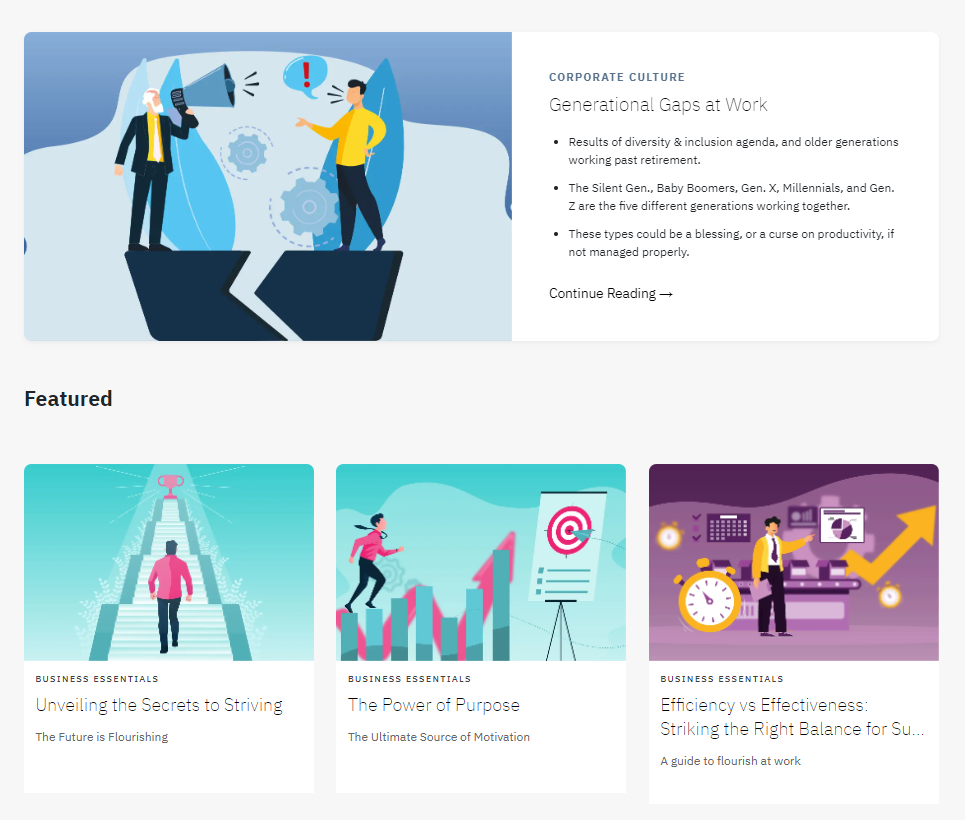 CORPORATE CULTURE
Generational Gaps at Work
• Results of diversity & inclusion agenda, and older generations
working past retirement.
• The Silent Gen., Baby Boomers, Gen. X, Millennials, and Gen.
Z are the five different generations working together.
• These types could be a blessing, or a curse on productivity, if
not managed properly.
Continue Reading →
Featured
BUSINESS ESSENTIALS
Unveiling the Secrets to Striving
The Future is Flourishing
BUSINESS ESSENTIALS
The Power of Purpose
The Ultimate Source of Motivation
BUSINESS ESSENTIALS
Efficiency vs Effectiveness:
Striking the Right Balance for Su...
A guide to flourish at work